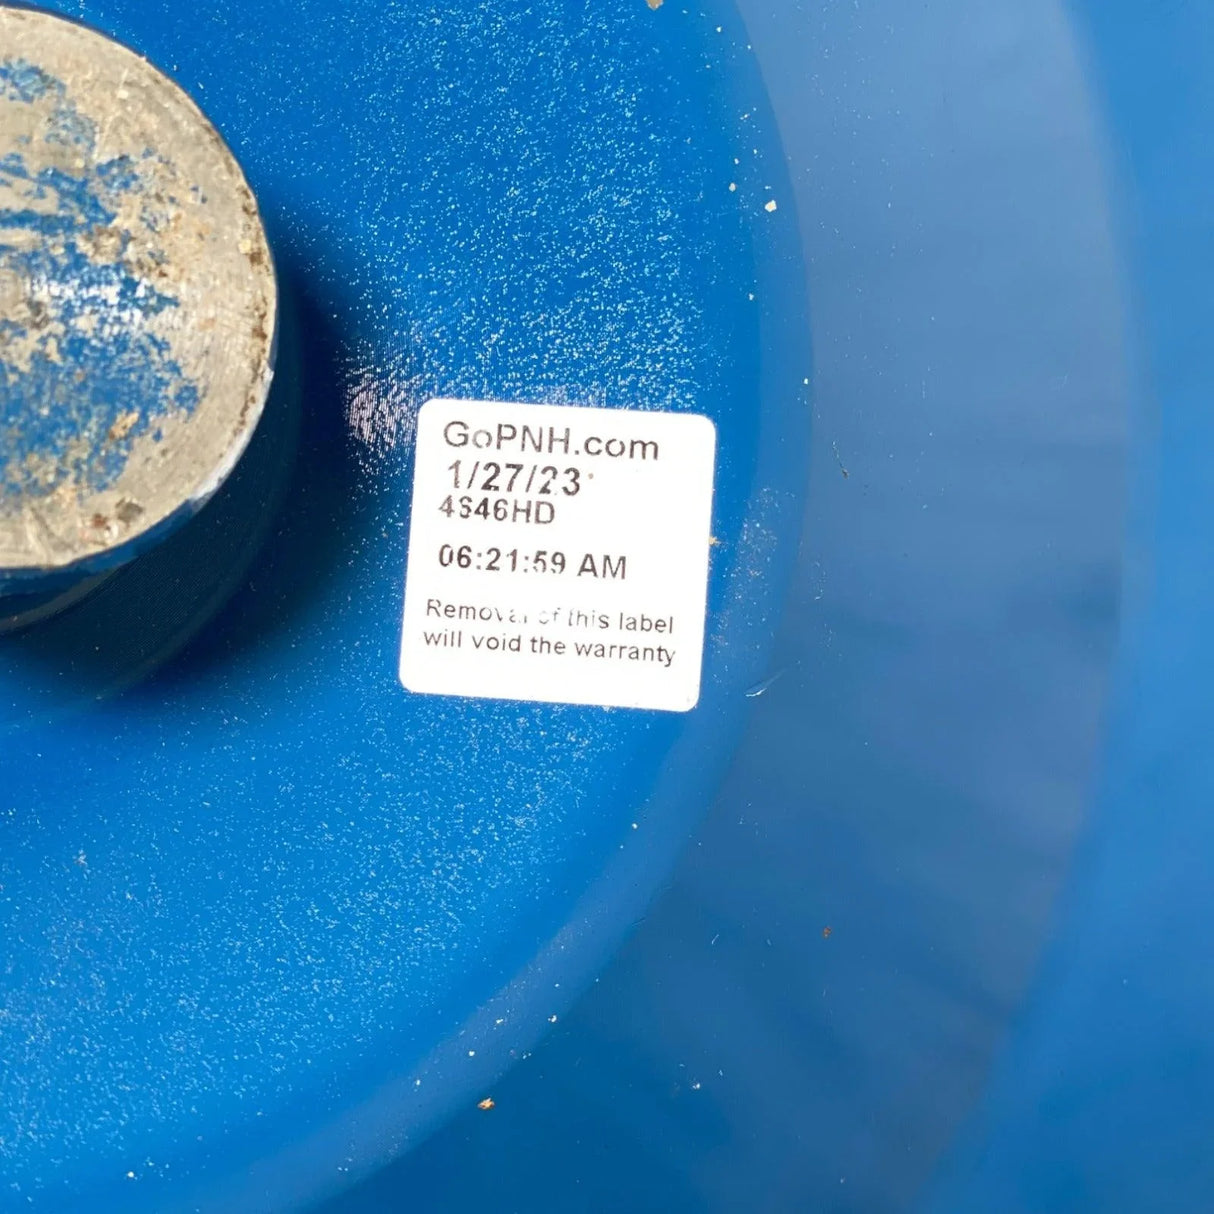 GoPNH.com
1/27/23
4S46HD
06:21:59 AM
Removal of this label
will void the warranty